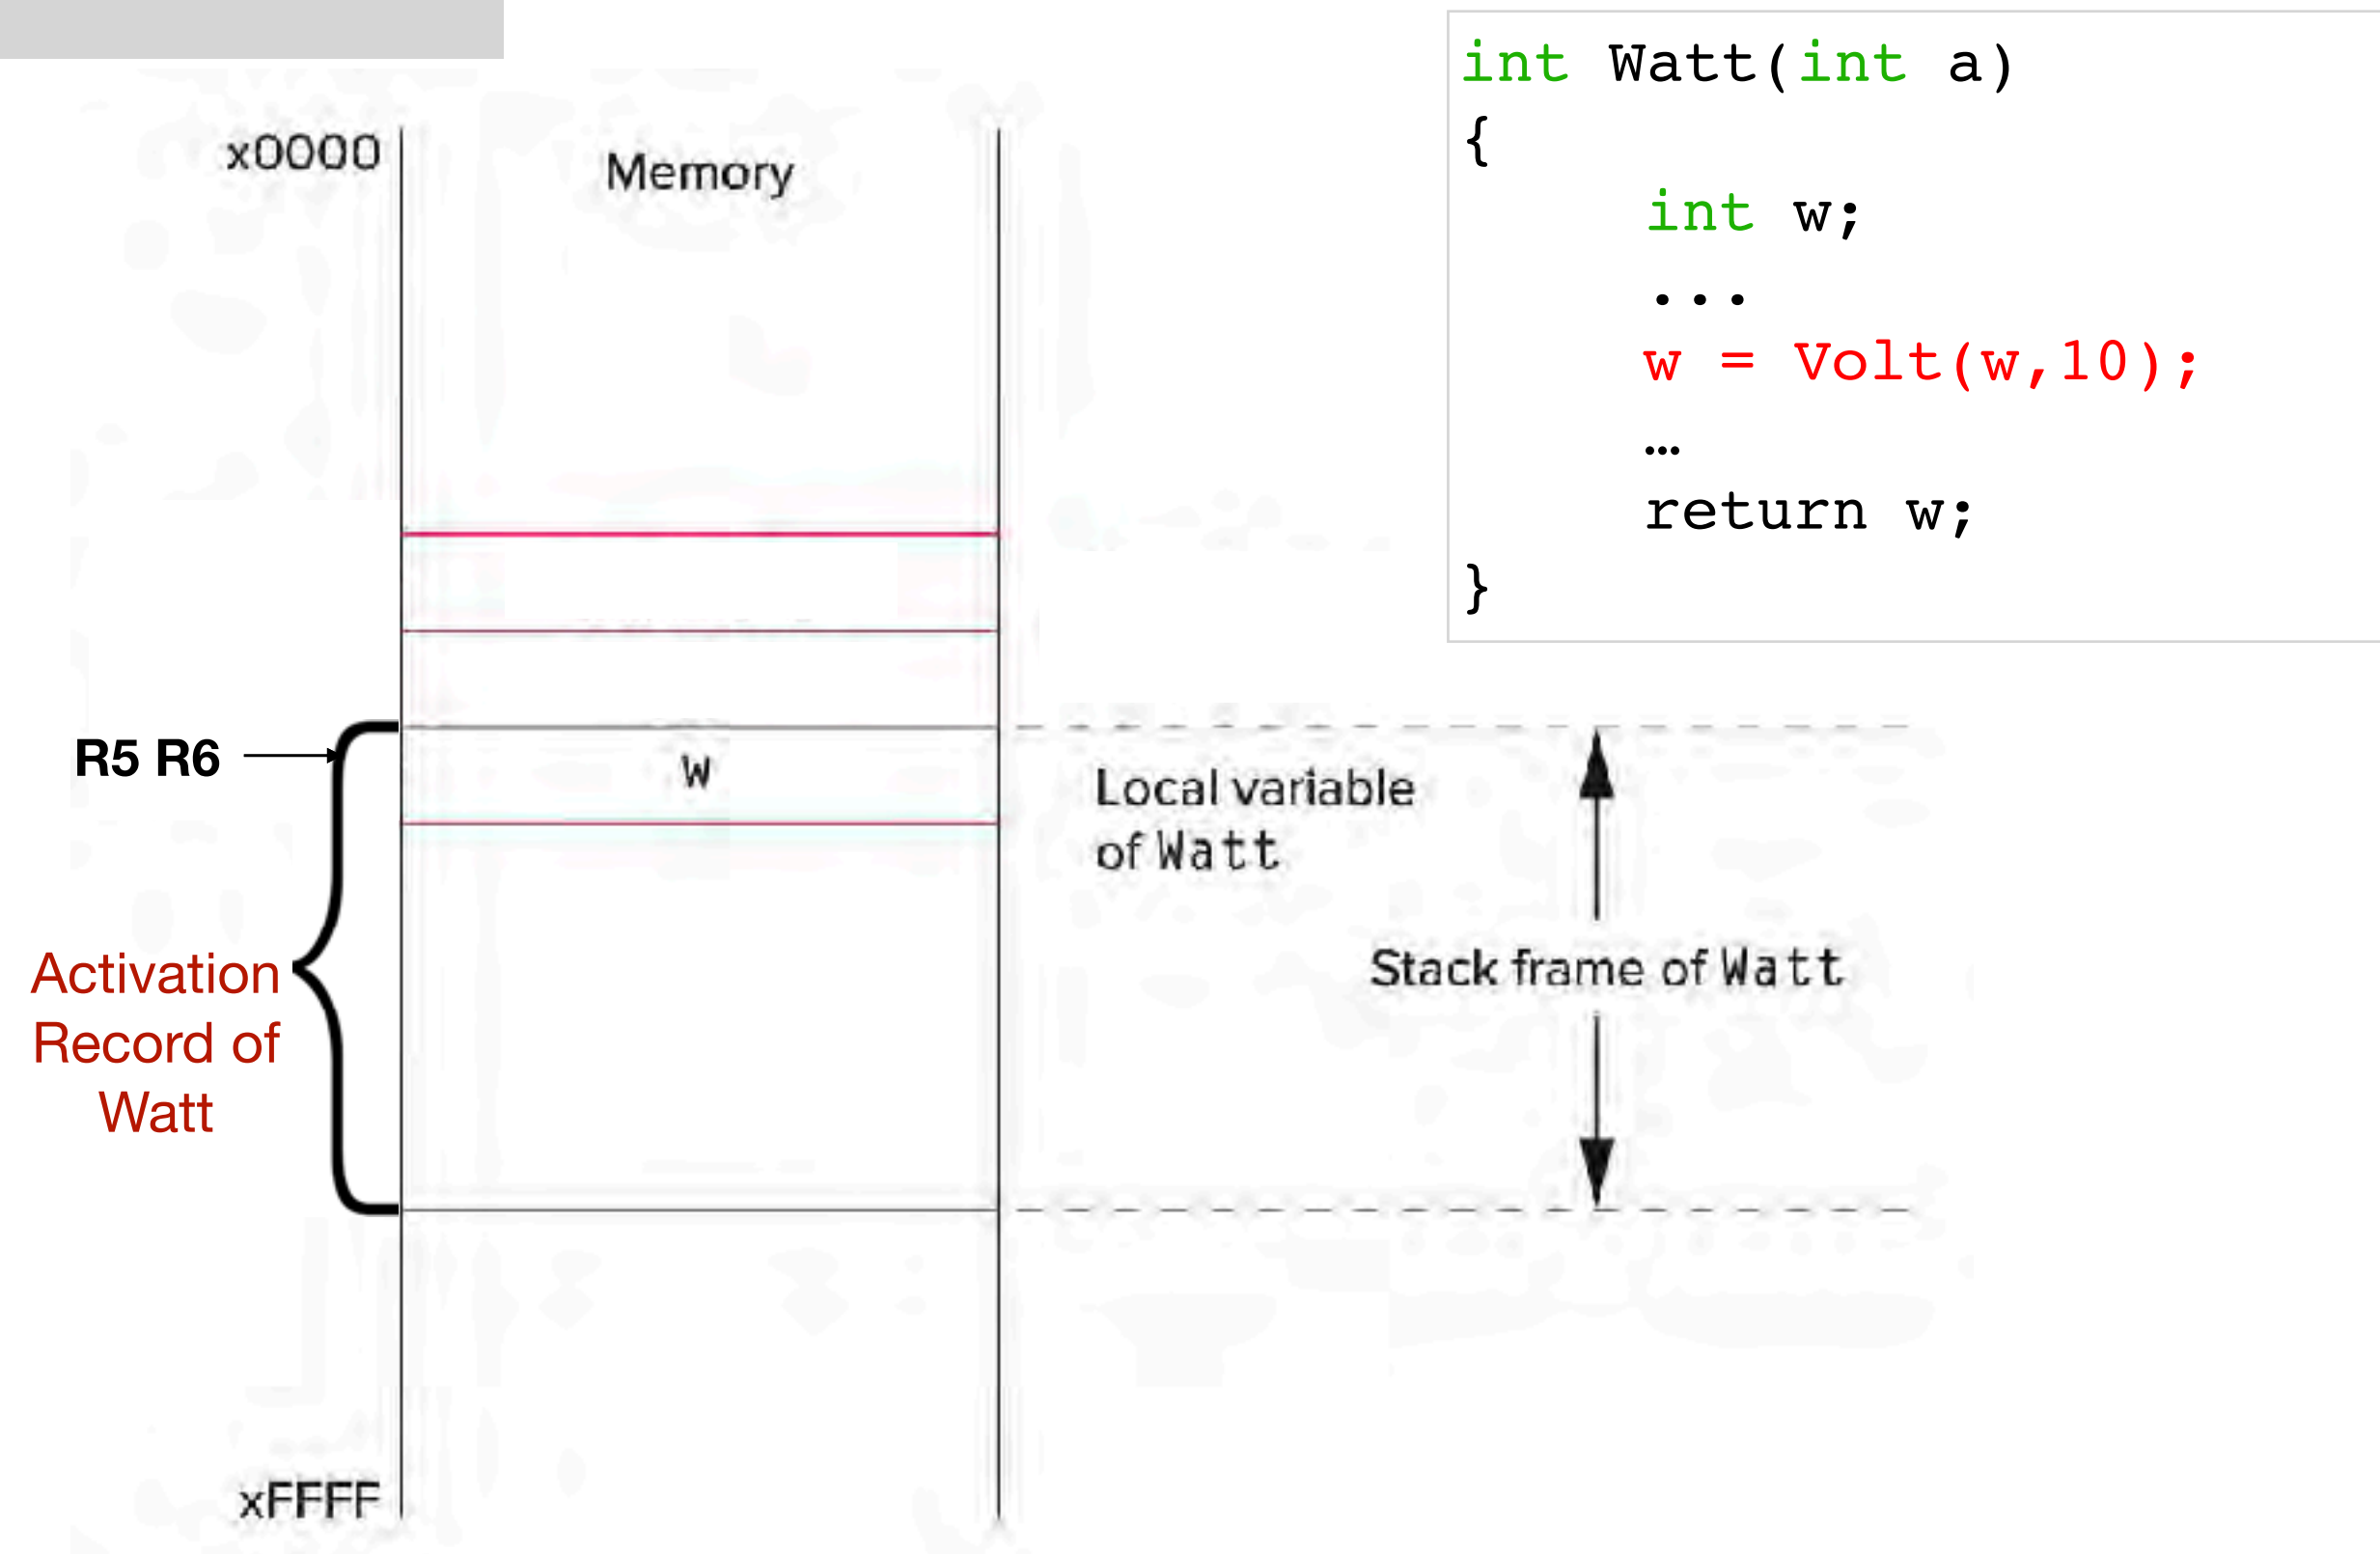 x0000
Memory
int Watt(int a)
{
int w;
...
w = Volt(w,10);
…
return w;
}
R5 R6
w
Local variable
of Watt
Activation
Record of
Watt
Stack frame of Watt
xFFFF